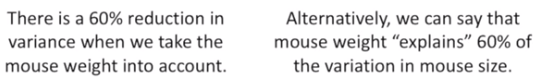 There is a 60% reduction in
variance when we take the
mouse weight into account.
Alternatively, we can say that
mouse weight “explains” 60% of
the variation in mouse size.